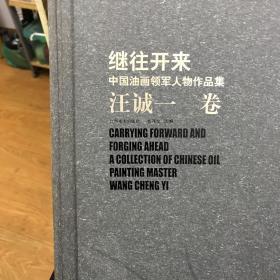 继往开来
中国油画领军人物作品集
汪诚一 卷
CARRYING FORWARD AND
FORGING AHEAD
A COLLECTION OF CHINESE OIL
PAINTING MASTER
WANG CHENG YI